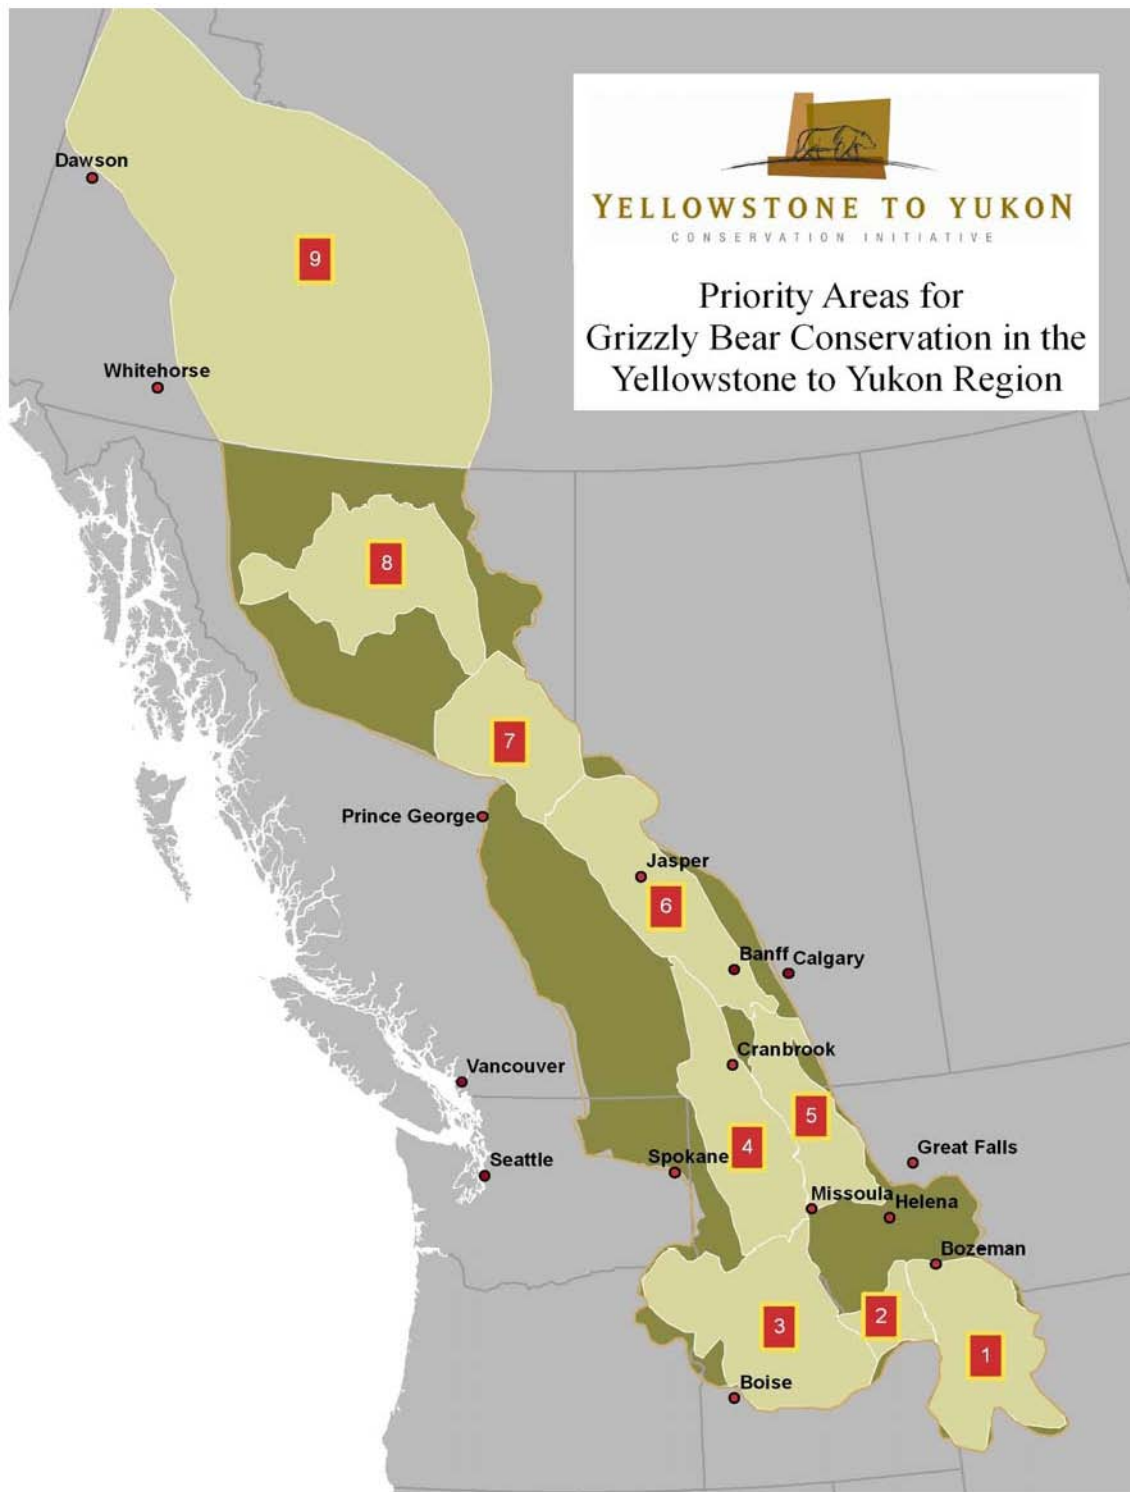 YELLOWSTONE TO YUKON
CONSERVATION INITIATIVE
Priority Areas for
Grizzly Bear Conservation in the
Yellowstone to Yukon Region
Dawson
9
Whitehorse
8
7
Prince George
Jasper
6
Banff
Calgary
Cranbrook
Vancouver
5
4
Great Falls
Seattle
Spokane
Missoula
Helena
Bozeman
2
3
1
Boise